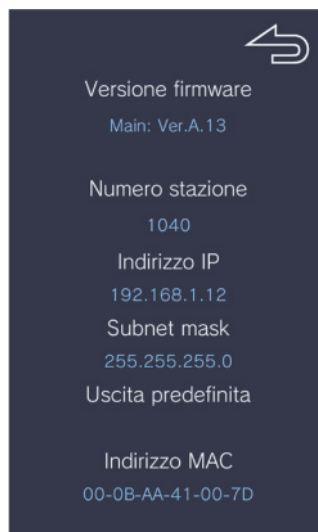 Versione firmware
Main: Ver.A.13
Numero stazione
1040
Indirizzo IP
192.168.1.12
Subnet mask
255.255.255.0
Uscita predefinita
Indirizzo MAC
00-0B-AA-41-00-7D